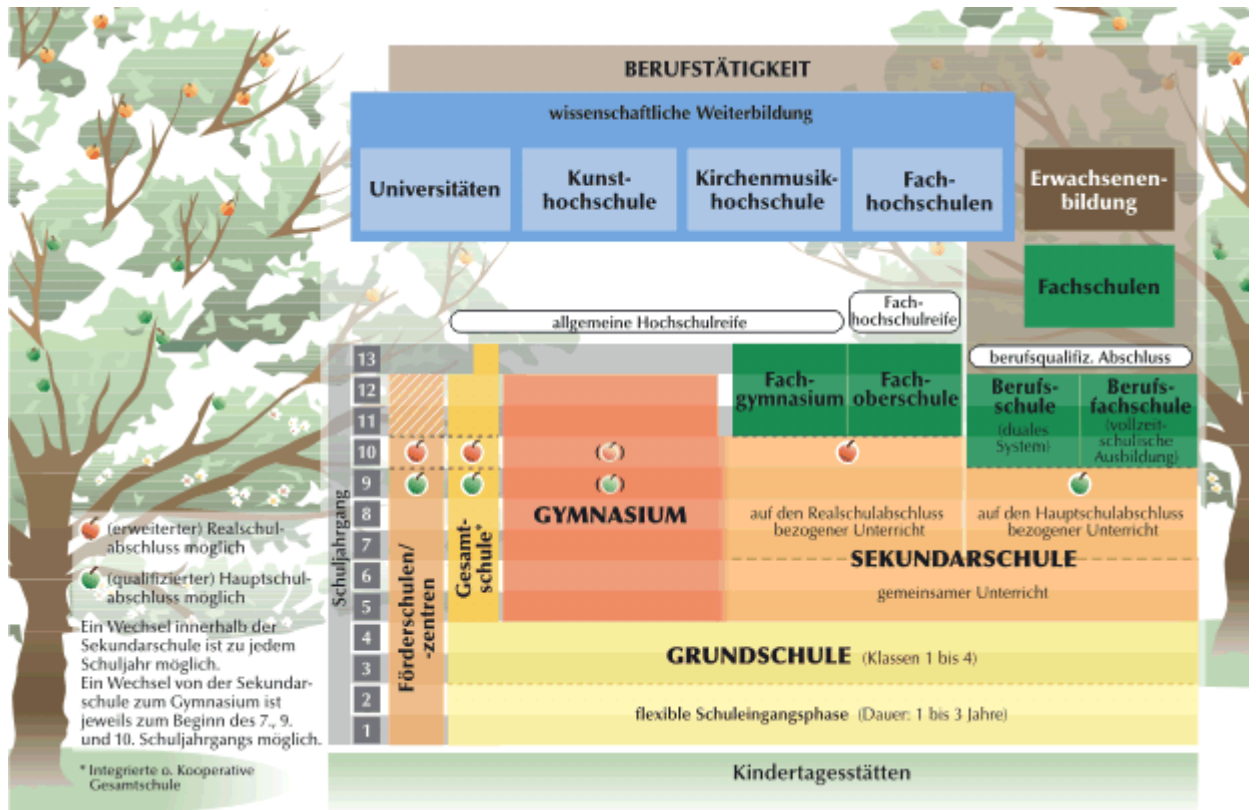 BERUFSTÄTIGKEIT
wissenschaftliche Weiterbildung
Universitäten
Kunst-
hochschule
Kirchenmusik-
hochschule
Fach-
hochschulen
Erwachsenen-
bildung
Fachschulen
allgemeine Hochschulreife
Fach-
hochschulreife
berufsqualifiz. Abschluss
Schuljahrgang
13
12
11
10
9
8
7
6
5
4
3
2
1
Förderschulen/
-zentren
Gesamt-
schule*
( )
( )
GYMNASIUM
Fach-
gymnasium
Fach-
oberschule
Berufs-
schule
(duales
System)
Berufs-
fachschule
(vollzeit-
schulische
Ausbildung)
auf den Realschulabschluss
bezogener Unterricht
auf den Hauptschulabschluss
bezogener Unterricht
SEKUNDARSCHULE
gemeinsamer Unterricht
GRUNDSCHULE (Klassen 1 bis 4)
flexible Schuleingangsphase (Dauer: 1 bis 3 Jahre)
Kindertagesstätten
(erweiterter) Realschul-
abschluss möglich
(qualifizierter) Hauptschul-
abschluss möglich
Ein Wechsel innerhalb der
Sekundarschule ist zu jedem
Schuljahr möglich.
Ein Wechsel von der Sekundar-
schule zum Gymnasium ist
jeweils zum Beginn des 7., 9.
und 10. Schuljahrgangs möglich.
* Integrierte o. Kooperative
Gesamtschule